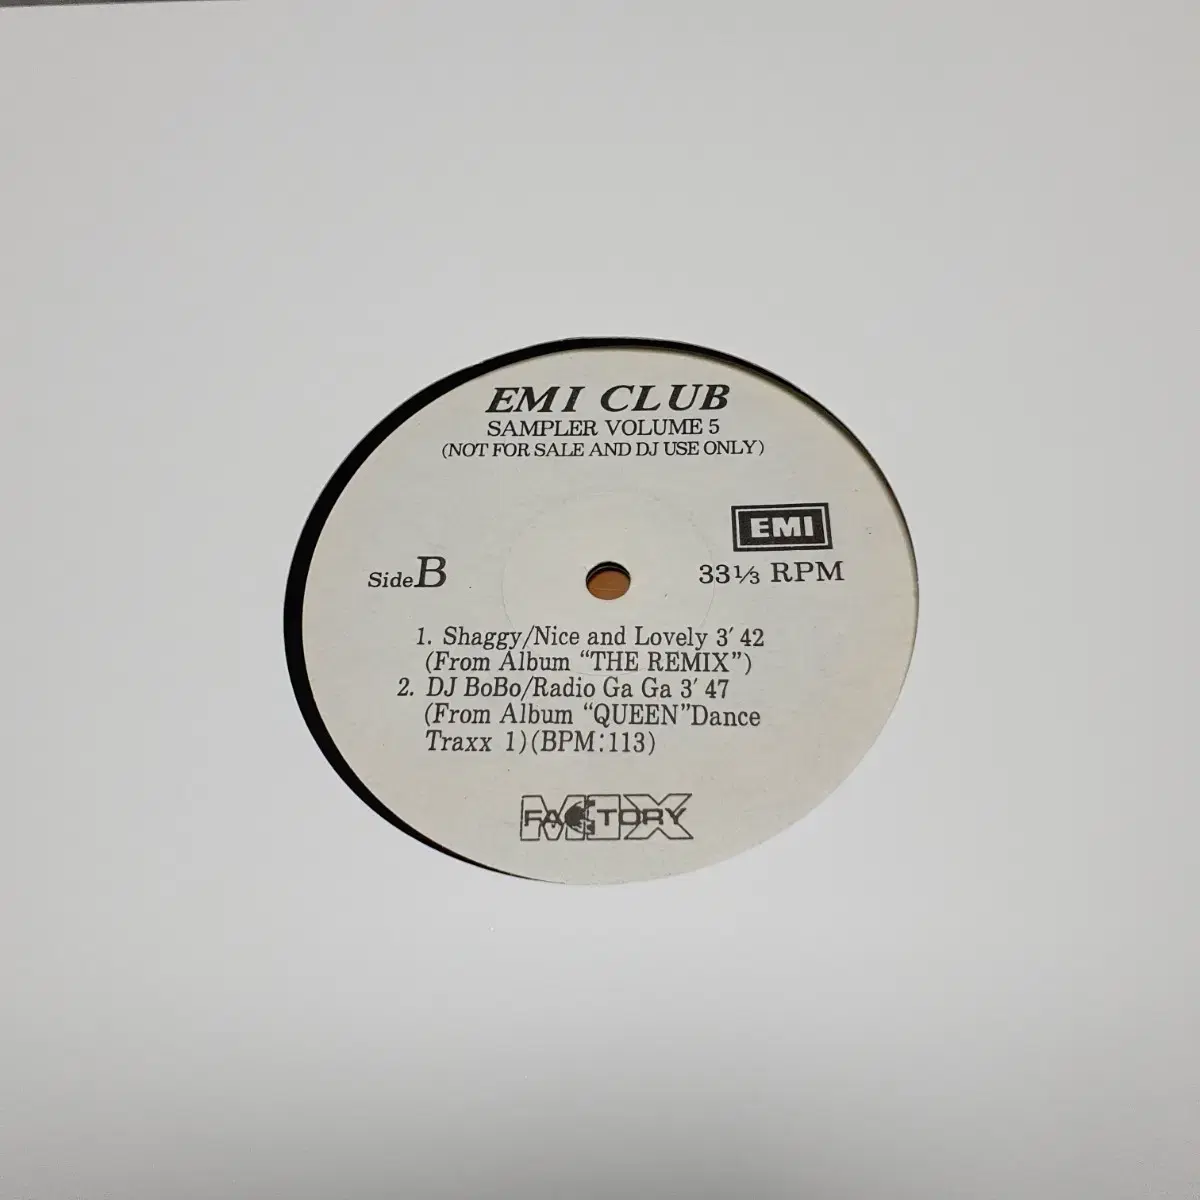 EMI CLUB
SAMPLER VOLUME 5
(NOT FOR SALE AND DJ USE ONLY)
EMI
Side B
33⅓ RPM
1. Shaggy/Nice and Lovely 3′42
(From Album “THE REMIX”)
2. DJ BoBo/Radio Ga Ga 3′47
(From Album “QUEEN”Dance
Traxx 1)(BPM:113)
MIX
FACTORY